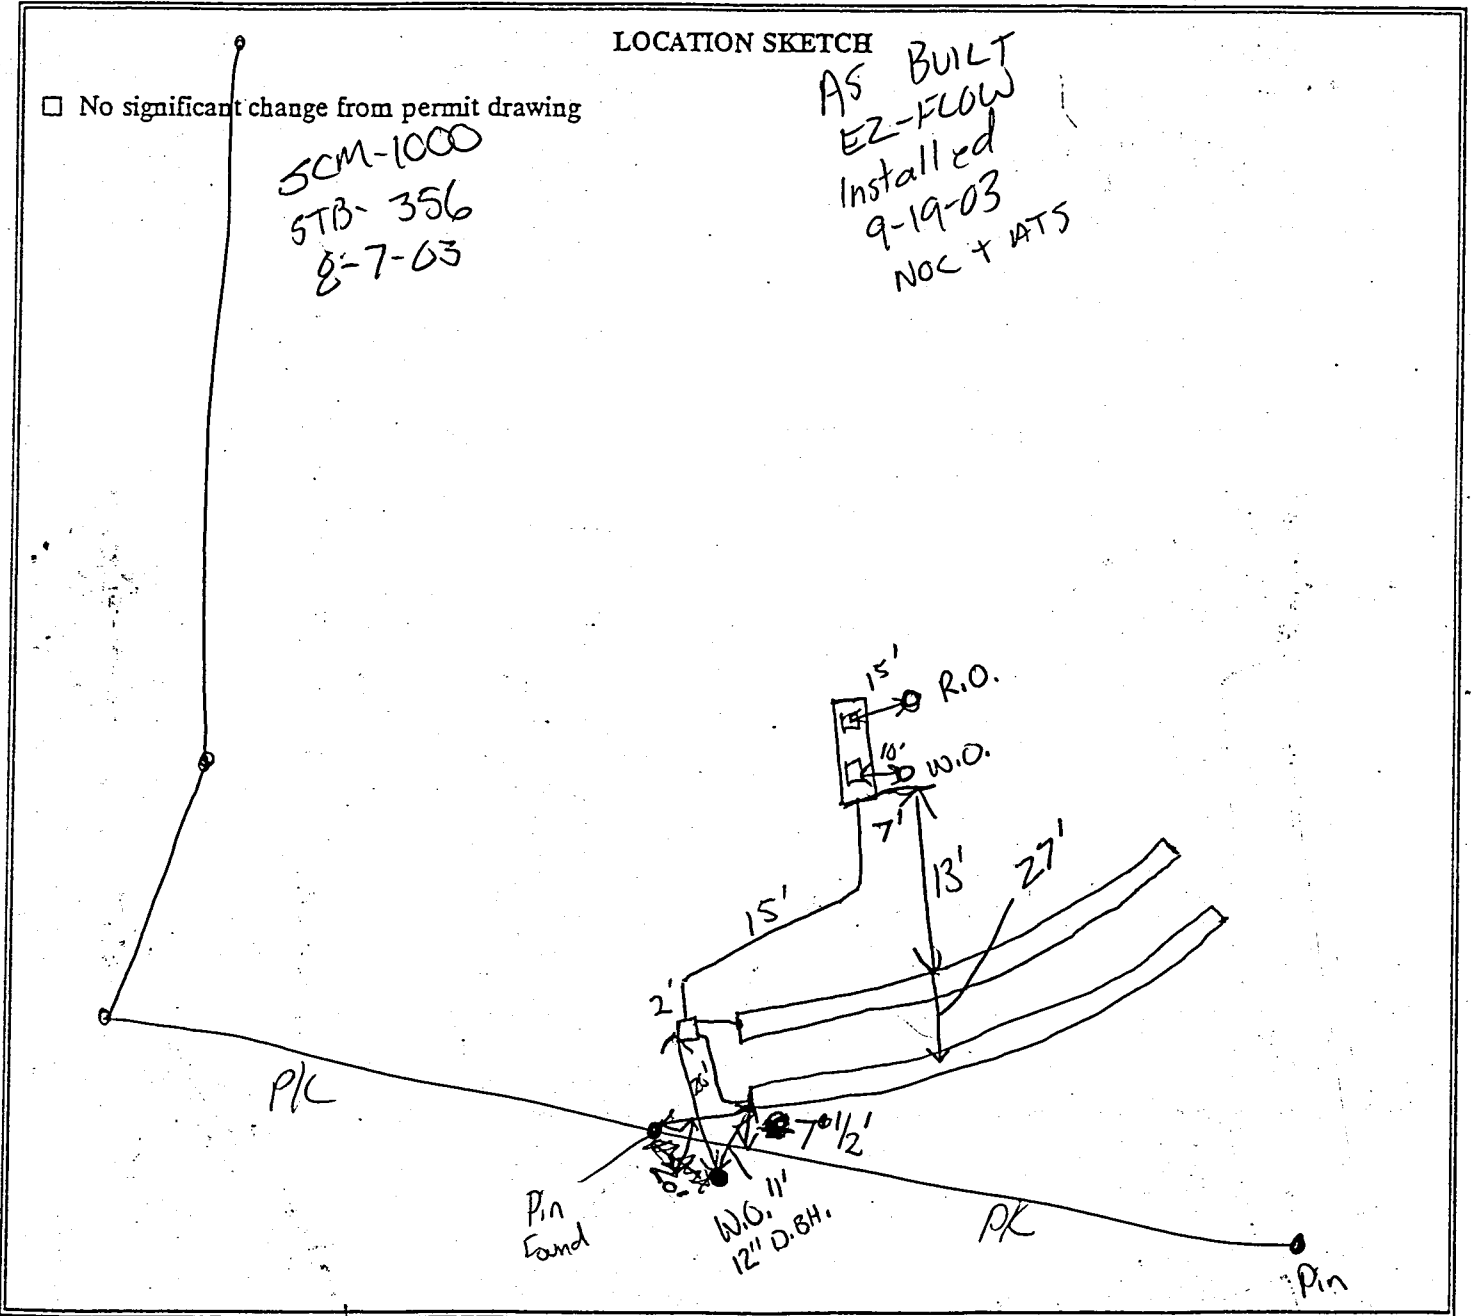 LOCATION SKETCH
☐ No significant change from permit drawing
SCM-1000
STB- 356
8-7-03
AS BUILT
EZ-FLOW
Installed
9-19-03
NOC + ATS
15'
R.O.
10'
W.O.
7'
13'
27'
15'
2'
20'
7 1/2'
P/L
Pin
Found
W.O. 11'
12" D.BH.
P/L
Pin